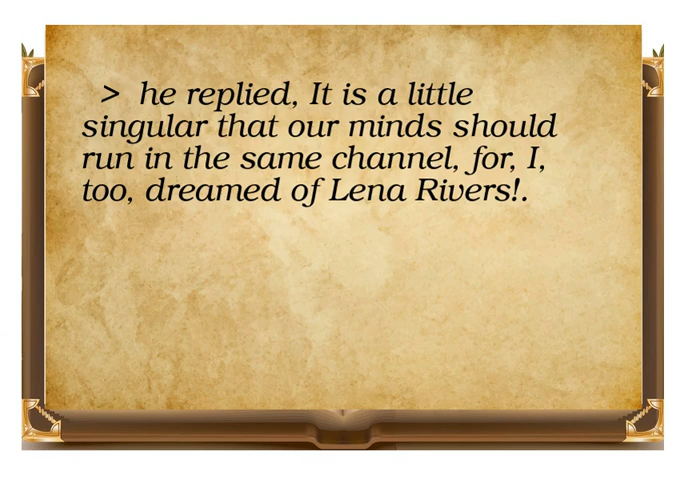 > he replied, It is a little
singular that our minds should
run in the same channel, for, I,
too, dreamed of Lena Rivers!.